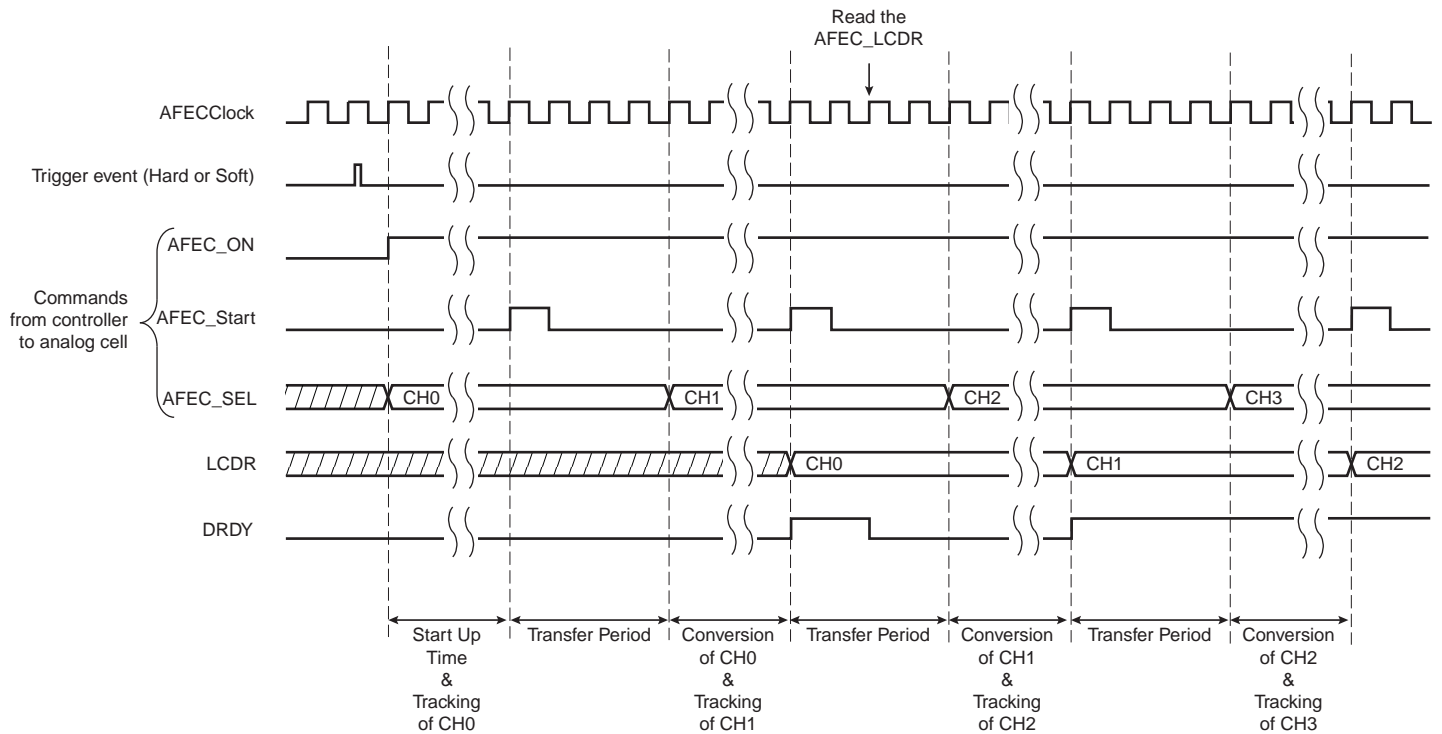 Read the
AFEC_LCDR
AFECClock
Trigger event (Hard or Soft)
AFEC_ON
Commands
from controller
to analog cell
AFEC_Start
AFEC_SEL
CH0
CH1
CH2
CH3
LCDR
CH0
CH1
CH2
DRDY
Start Up
Time
&
Tracking
of CH0
Transfer Period
Conversion
of CH0
&
Tracking
of CH1
Transfer Period
Conversion
of CH1
&
Tracking
of CH2
Transfer Period
Conversion
of CH2
&
Tracking
of CH3